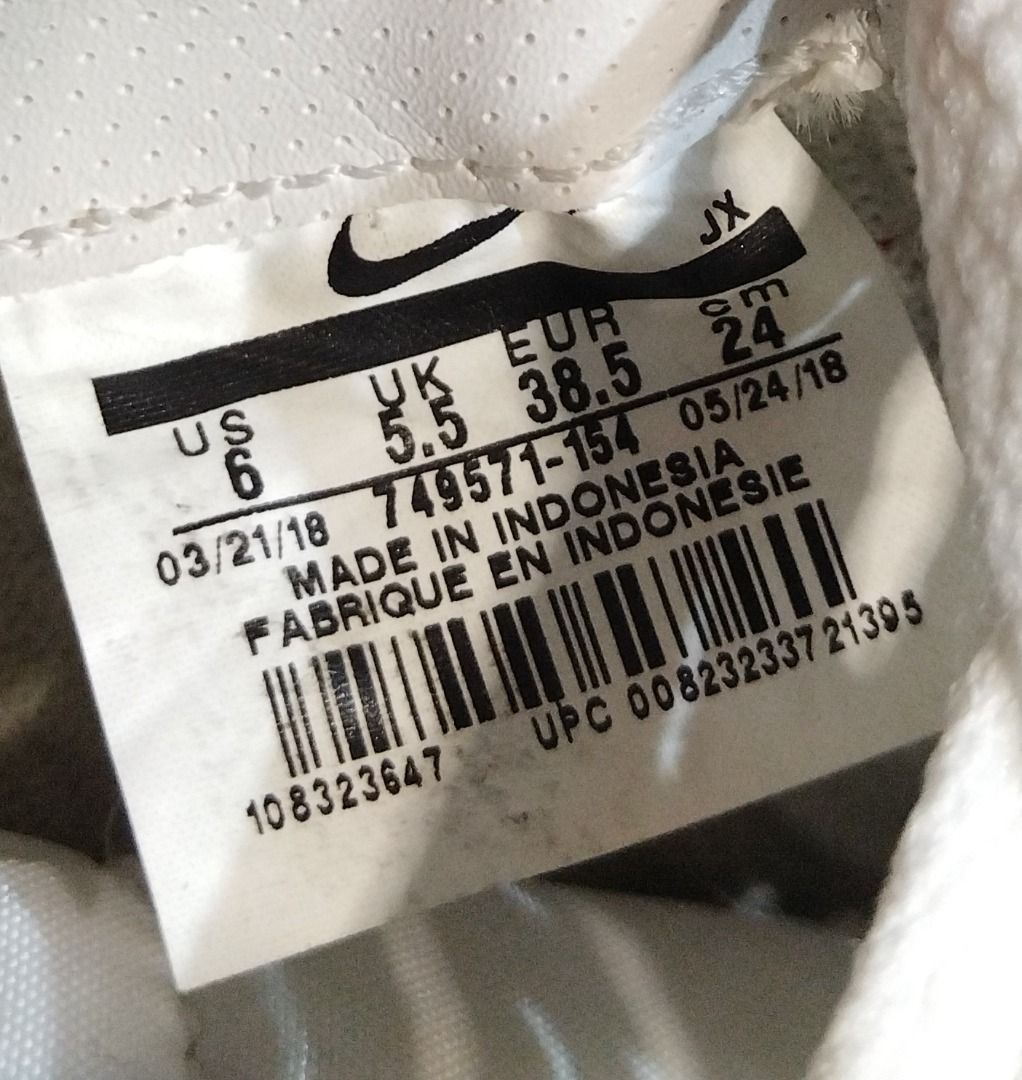 JX
US UK EUR cm
6 5.5 38.5 24
03/21/18 749571-154 05/24/18
MADE IN INDONESIA
FABRIQUE EN INDONESIE
108323647 UPC 00823233721395